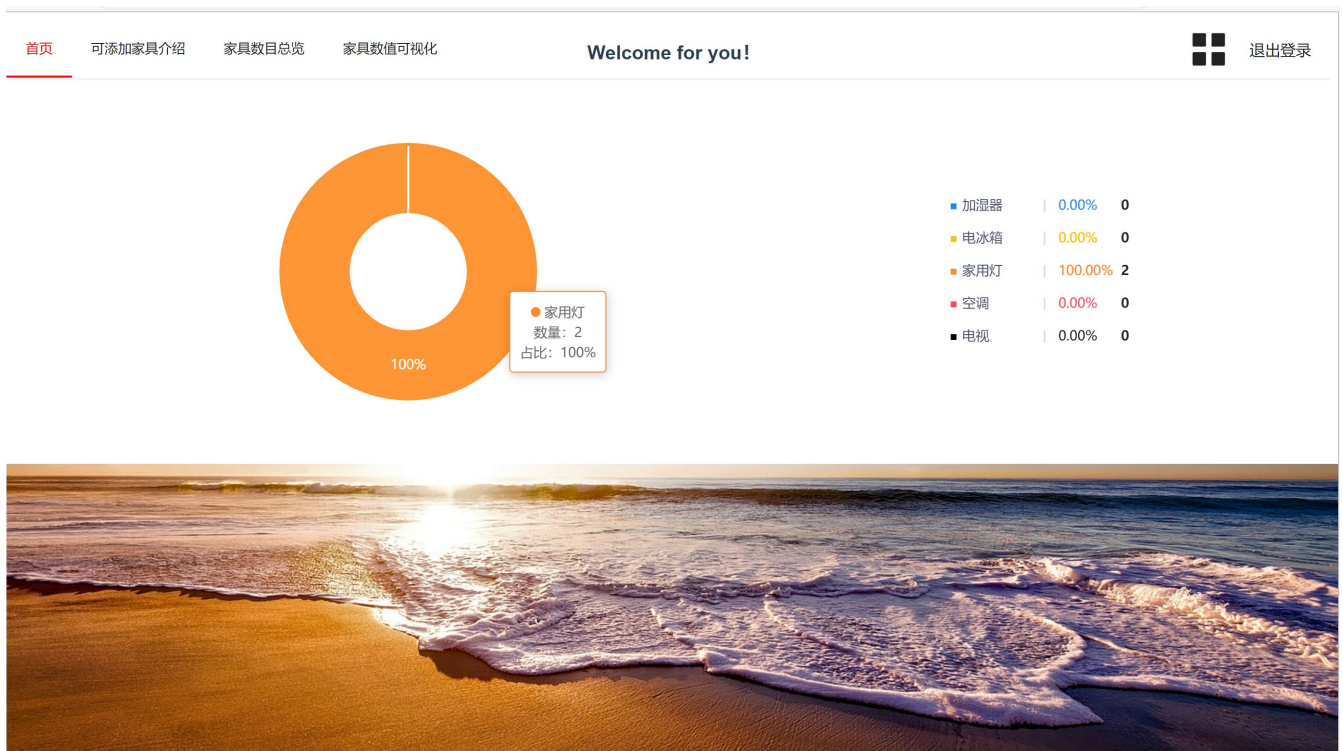 首页 可添加家具介绍 家具数目总览 家具数值可视化 Welcome for you! 退出登录
加湿器 | 0.00% 0
电冰箱 | 0.00% 0
家用灯 | 100.00% 2
空调 | 0.00% 0
电视 | 0.00% 0
家用灯
数量：2
占比：100%
100%